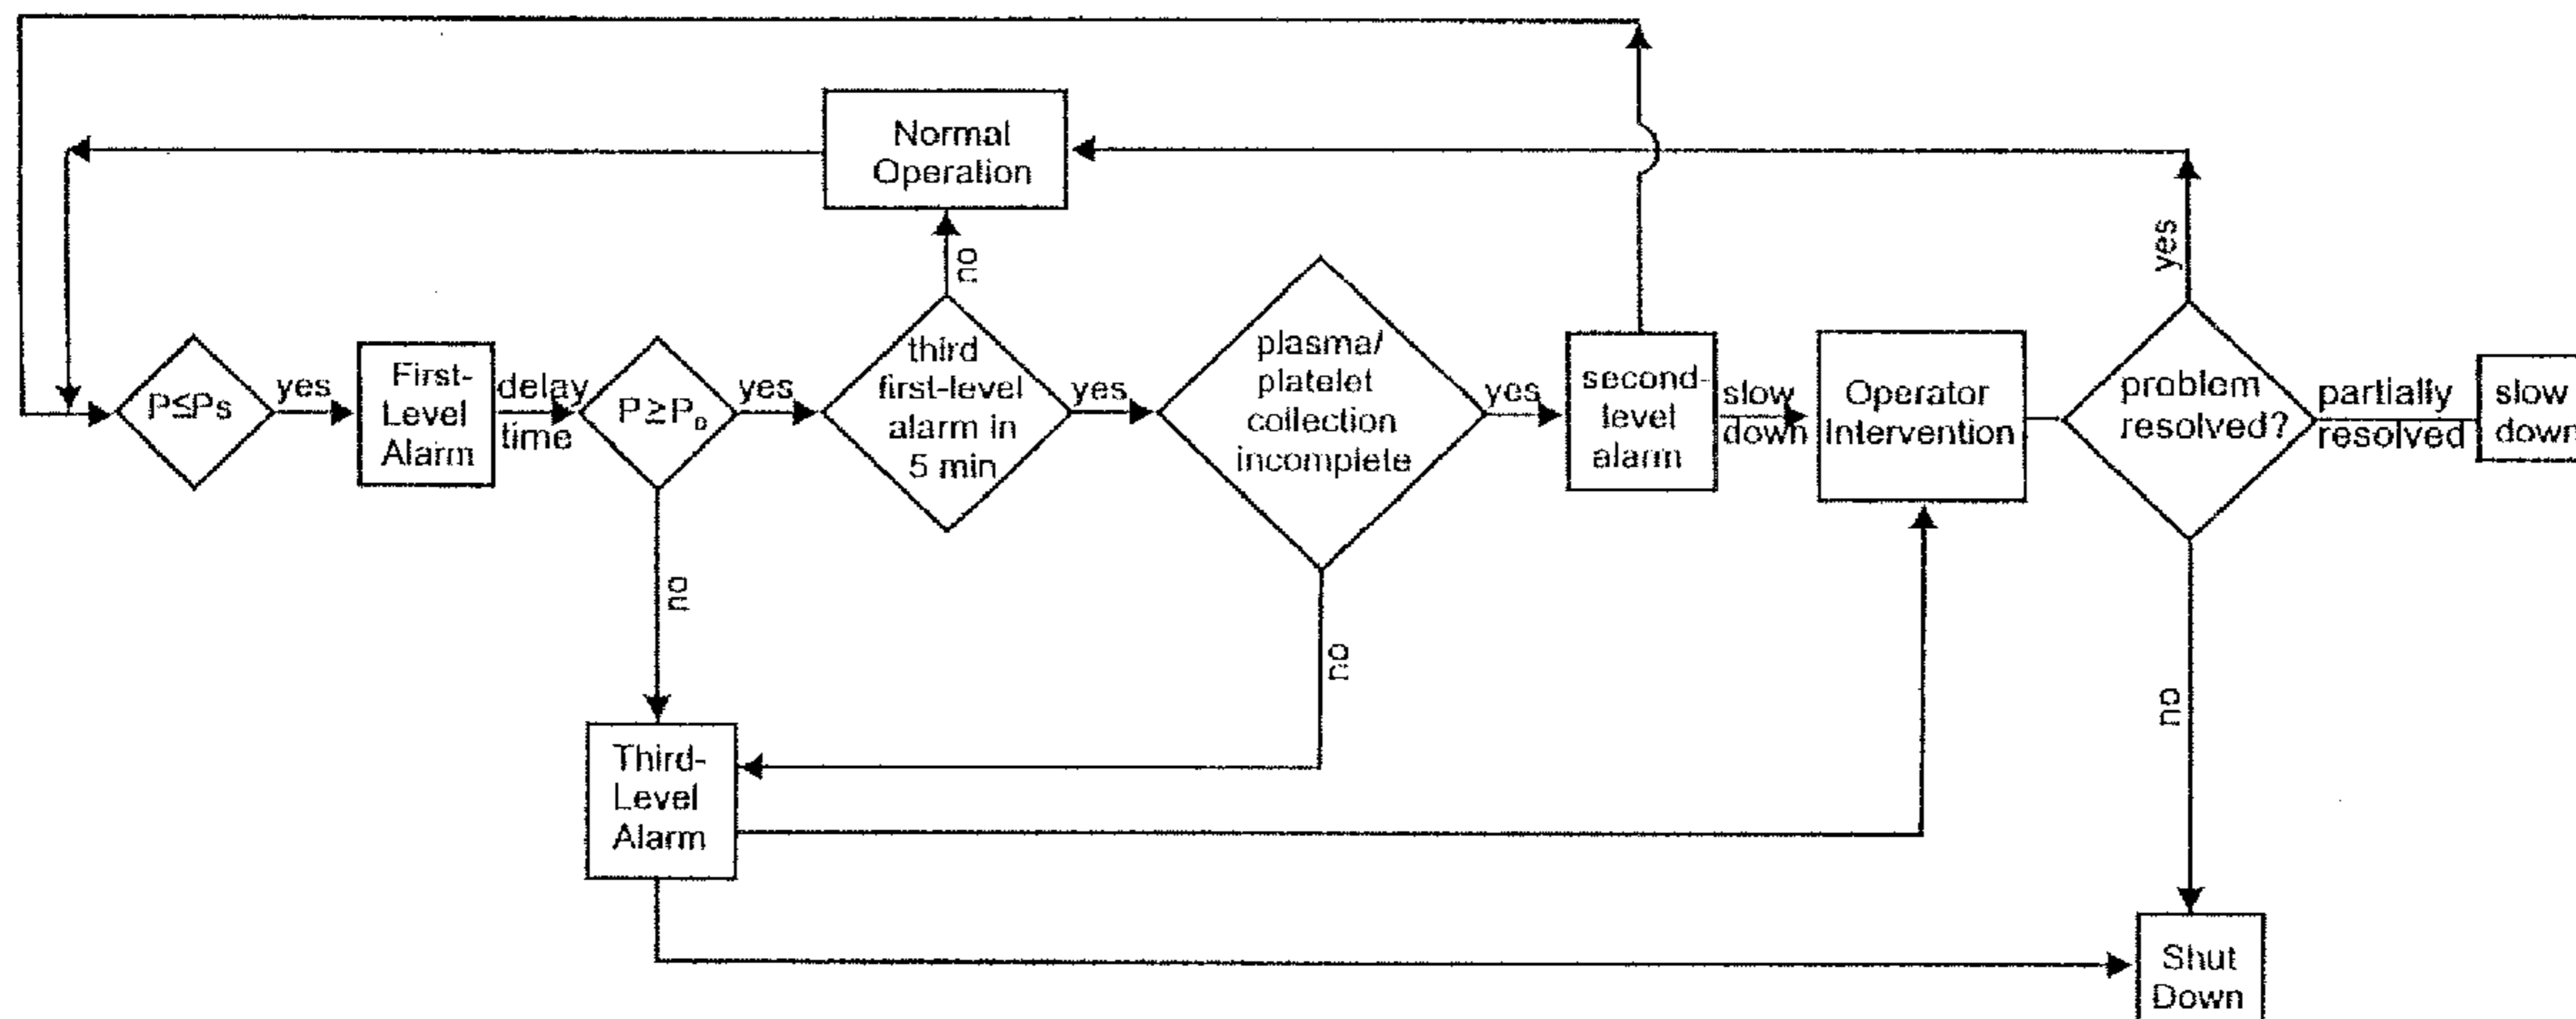 Normal
Operation
no
yes
P≤Ps
yes
First-
Level
Alarm
delay
time
P≥P₀
yes
third
first-level
alarm in
5 min
yes
plasma/
platelet
collection
incomplete
yes
second-
level
alarm
slow
down
Operator
Intervention
problem
resolved?
partially
resolved
slow
down
no
no
no
Third-
Level
Alarm
Shut
Down